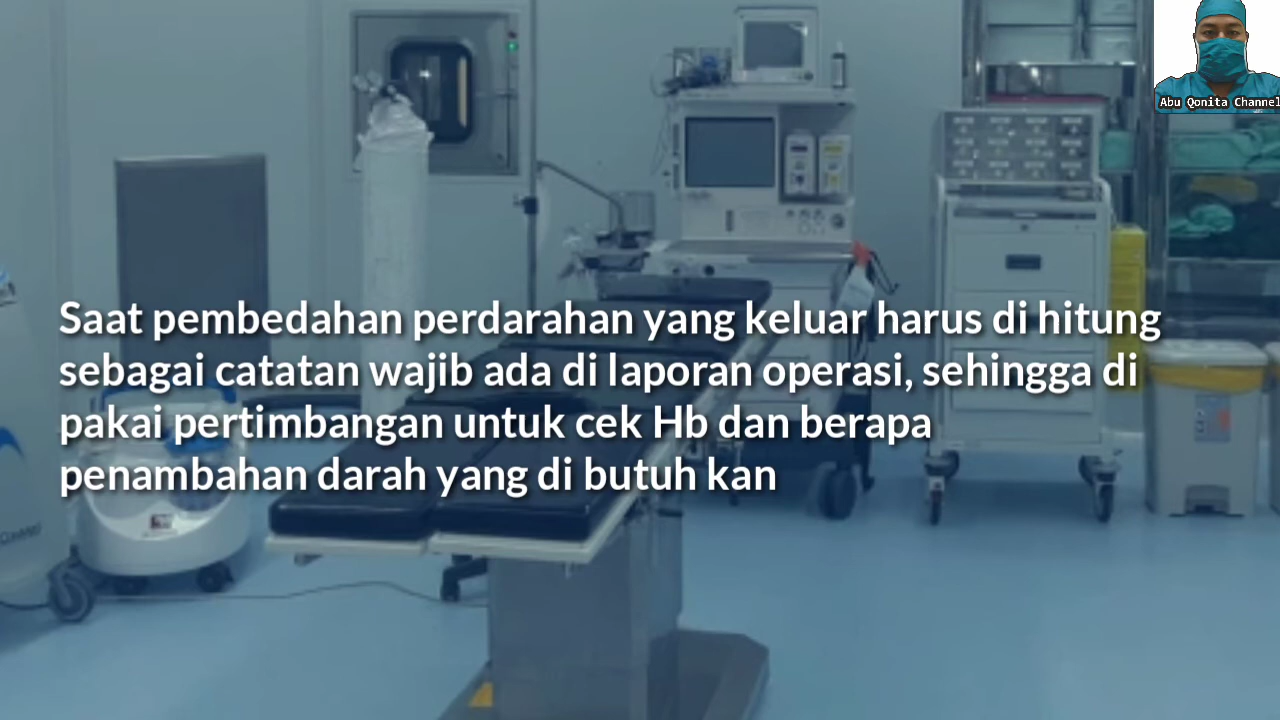 Abu Qonita Channel
Saat pembedahan perdarahan yang keluar harus di hitung
sebagai catatan wajib ada di laporan operasi, sehingga di
pakai pertimbangan untuk cek Hb dan berapa
penambahan darah yang di butuh kan